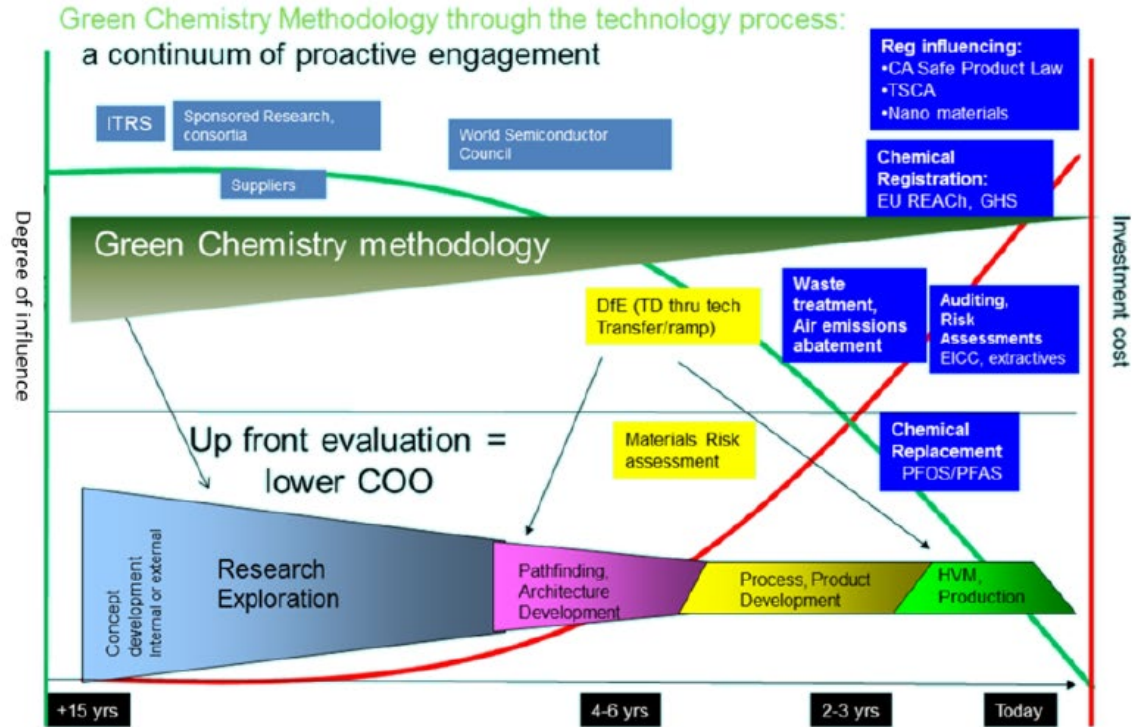 Green Chemistry Methodology through the technology process:
a continuum of proactive engagement
Reg influencing:
•CA Safe Product Law
•TSCA
•Nano materials
ITRS
Sponsored Research,
consortia
World Semiconductor
Council
Suppliers
Chemical
Registration:
EU REACh, GHS
Degree of influence
Investment cost
Green Chemistry methodology
DfE (TD thru tech
Transfer/ramp)
Waste
treatment,
Air emissions
abatement
Auditing,
Risk
Assessments
EICC, extractives
Up front evaluation =
lower COO
Materials Risk
assessment
Chemical
Replacement
PFOS/PFAS
Concept
development
Internal or external
Research
Exploration
Pathfinding,
Architecture
Development
Process, Product
Development
HVM,
Production
+15 yrs
4-6 yrs
2-3 yrs
Today